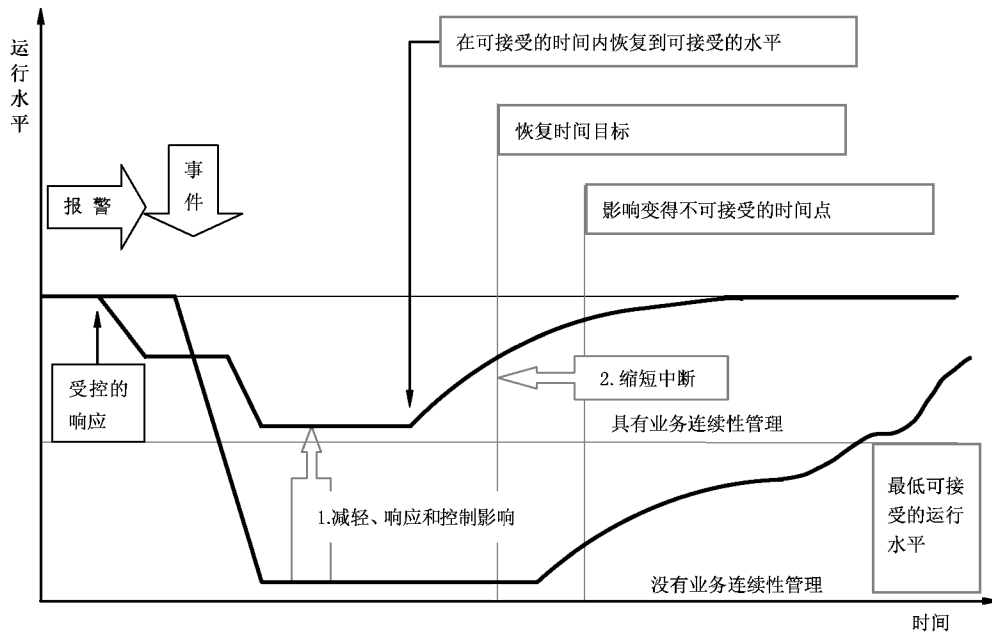 运行水平
在可接受的时间内恢复到可接受的水平
恢复时间目标
影响变得不可接受的时间点
报警
事件
受控的
响应
2.缩短中断
具有业务连续性管理
1.减轻、响应和控制影响
最低可接
受的运行
水平
没有业务连续性管理
时间